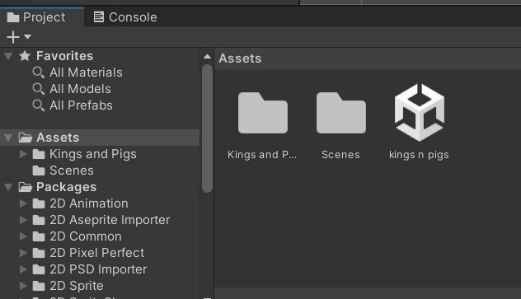 Project
Console
Favorites
All Materials
All Models
All Prefabs
Assets
Kings and Pigs
Scenes
Packages
2D Animation
2D Aseprite Importer
2D Common
2D Pixel Perfect
2D PSD Importer
2D Sprite
Assets
Kings and P...
Scenes
kings n pigs